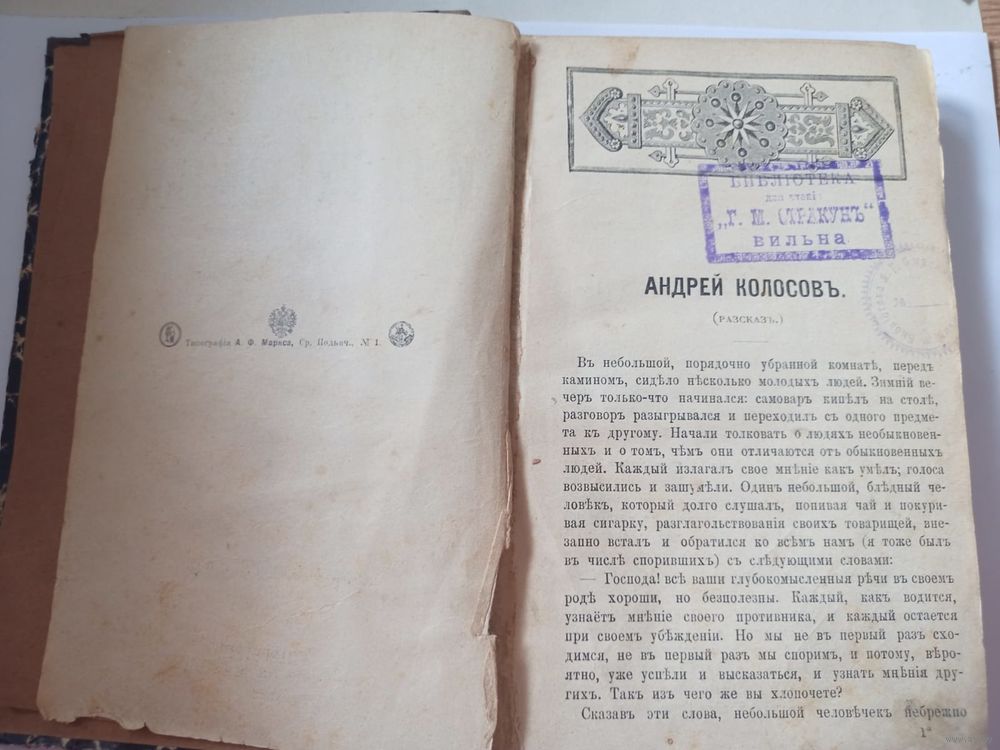 Типографія А. Ф. Маркса, Ср. Подъяч., № 1.
БИБЛІОТЕКА
для чтенія
„Г. М. СТРАКУНЪ“
ВИЛЬНА
АНДРЕЙ КОЛОСОВЪ.
(РАЗСКАЗЪ.)
Въ небольшой, порядочно убранной комнатѣ, передъ
каминомъ, сидѣло нѣсколько молодыхъ людей. Зимній ве-
черъ только-что начинался: самоваръ кипѣлъ на столѣ,
разговоръ разыгрывался и переходилъ съ одного предме-
та къ другому. Начали толковать о людяхъ необыкновен-
ныхъ и о томъ, чѣмъ они отличаются отъ обыкновенныхъ
людей. Каждый излагалъ свое мнѣніе какъ умѣлъ; голоса
возвысились и зашумѣли. Одинъ небольшой, блѣдный че-
ловѣкъ, который долго слушалъ, попивая чай и покури-
вая сигарку, разглагольствованія своихъ товарищей, вне-
запно всталъ и обратился ко всѣмъ намъ (я тоже былъ
въ числѣ спорившихъ) съ слѣдующими словами:
— Господа! всѣ ваши глубокомысленныя рѣчи въ своемъ
родѣ хороши, но безполезны. Каждый, какъ водится,
узнаётъ мнѣніе своего противника, и каждый остается
при своемъ убѣжденіи. Но мы не въ первый разъ схо-
димся, не въ первый разъ мы споримъ, и потому, вѣро-
ятно, уже успѣли и высказаться, и узнать мнѣнія дру-
гихъ. Такъ изъ чего же вы хлопочете?
Сказавъ эти слова, небольшой человѣчекъ небрежно
1*